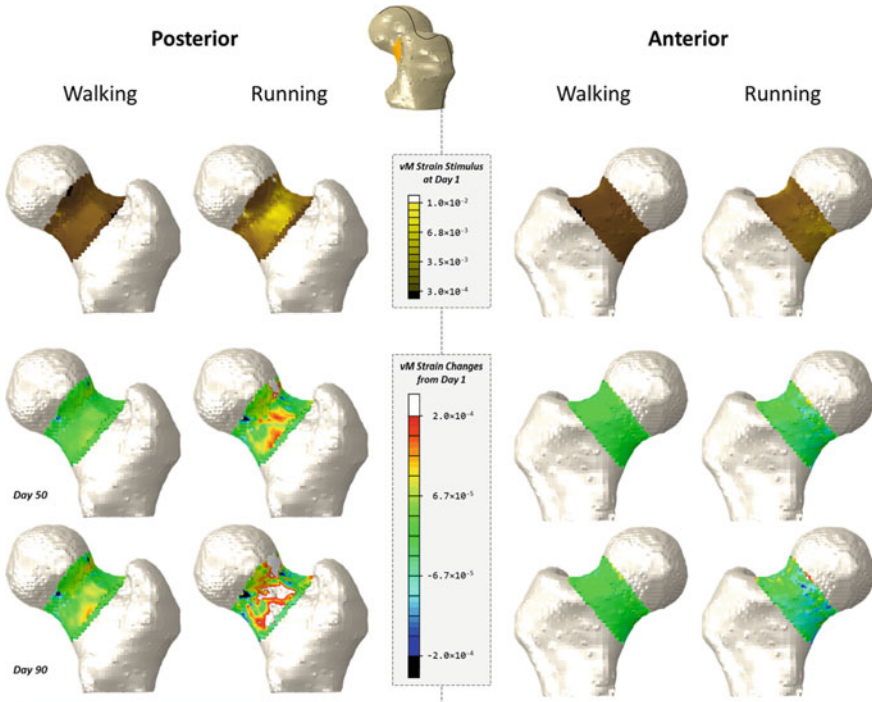 Posterior
Anterior
Walking
Running
Walking
Running
vM Strain Stimulus
at Day 1
1.0×10⁻²
6.8×10⁻³
3.5×10⁻³
3.0×10⁻⁴
vM Strain Changes
from Day 1
2.0×10⁻⁴
6.7×10⁻⁵
-6.7×10⁻⁵
-2.0×10⁻⁴
Day 50
Day 90